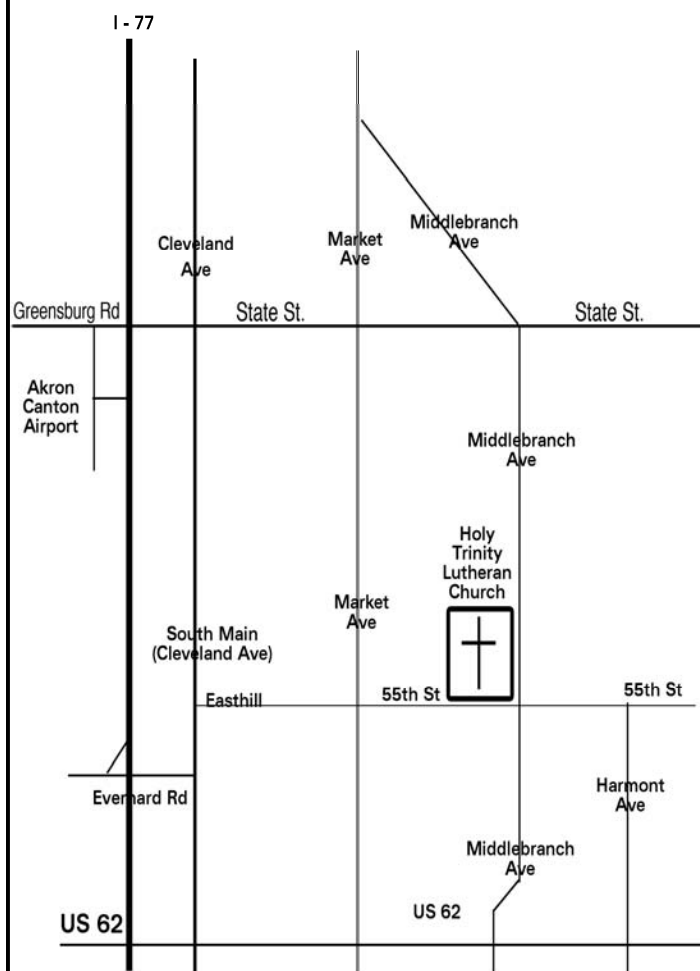 I - 77
Middlebranch
Ave
Cleveland
Ave
Market
Ave
Greensburg Rd
State St.
State St.
Akron
Canton
Airport
Middlebranch
Ave
Holy
Trinity
Lutheran
Church
Market
Ave
South Main
(Cleveland Ave)
Easthill
55th St
55th St
Everhard Rd
Harmont
Ave
Middlebranch
Ave
US 62
US 62